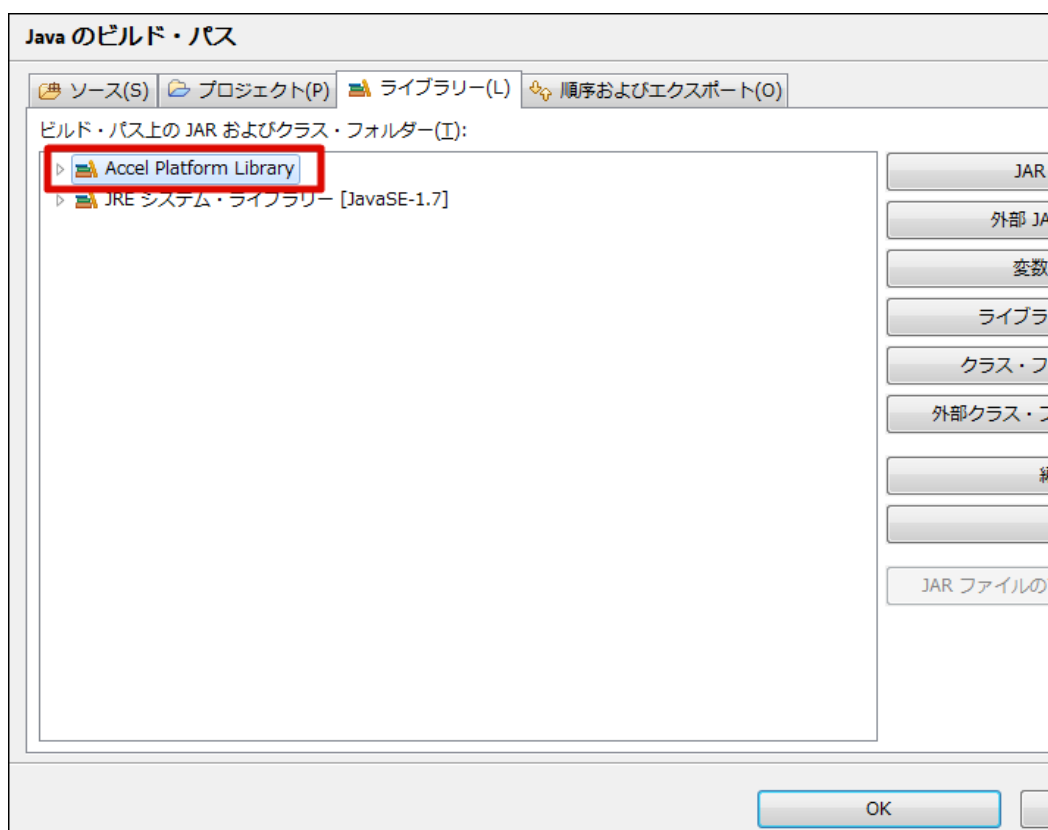 Java のビルド・パス
ソース(S) プロジェクト(P) ライブラリー(L) 順序およびエクスポート(O)
ビルド・パス上の JAR およびクラス・フォルダー(T):
Accel Platform Library
JRE システム・ライブラリー [JavaSE-1.7]
JAR
外部 JA
変数
ライブラ
クラス・フ
外部クラス・フ
JAR ファイルの
OK